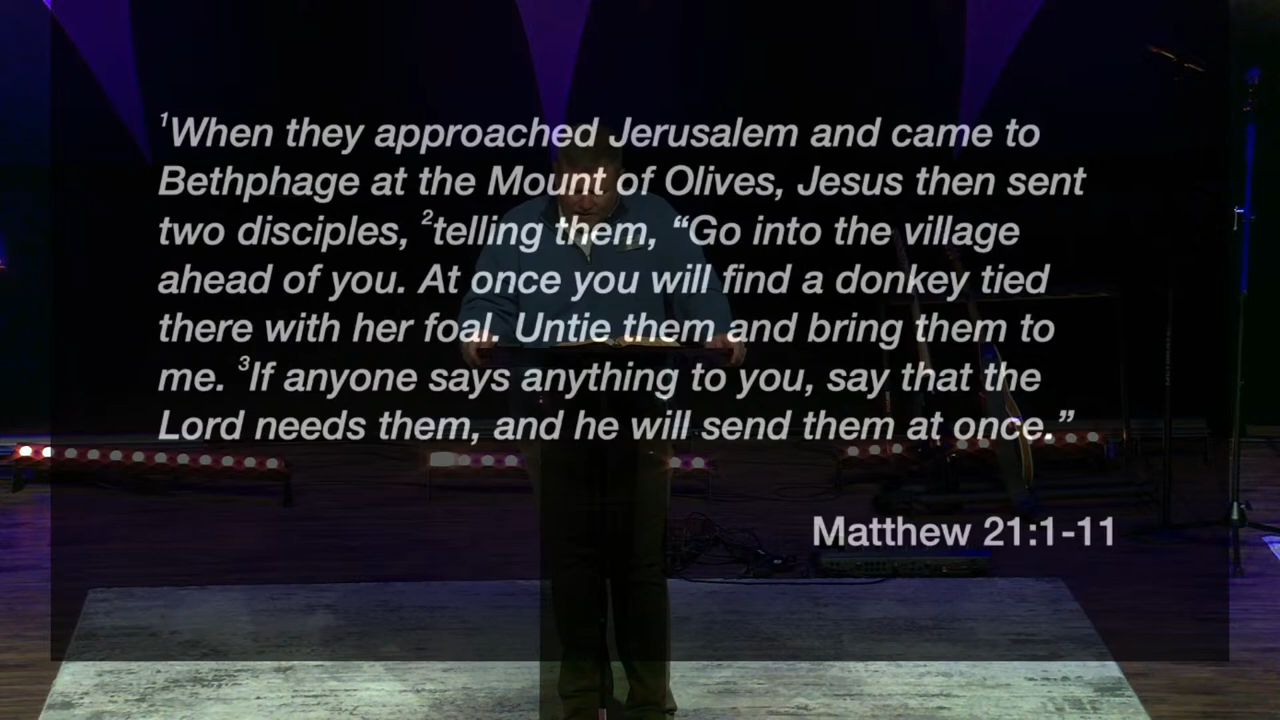 ¹When they approached Jerusalem and came to
Bethphage at the Mount of Olives, Jesus then sent
two disciples, ²telling them, “Go into the village
ahead of you. At once you will find a donkey tied
there with her foal. Untie them and bring them to
me. ³If anyone says anything to you, say that the
Lord needs them, and he will send them at once.”
Matthew 21:1-11